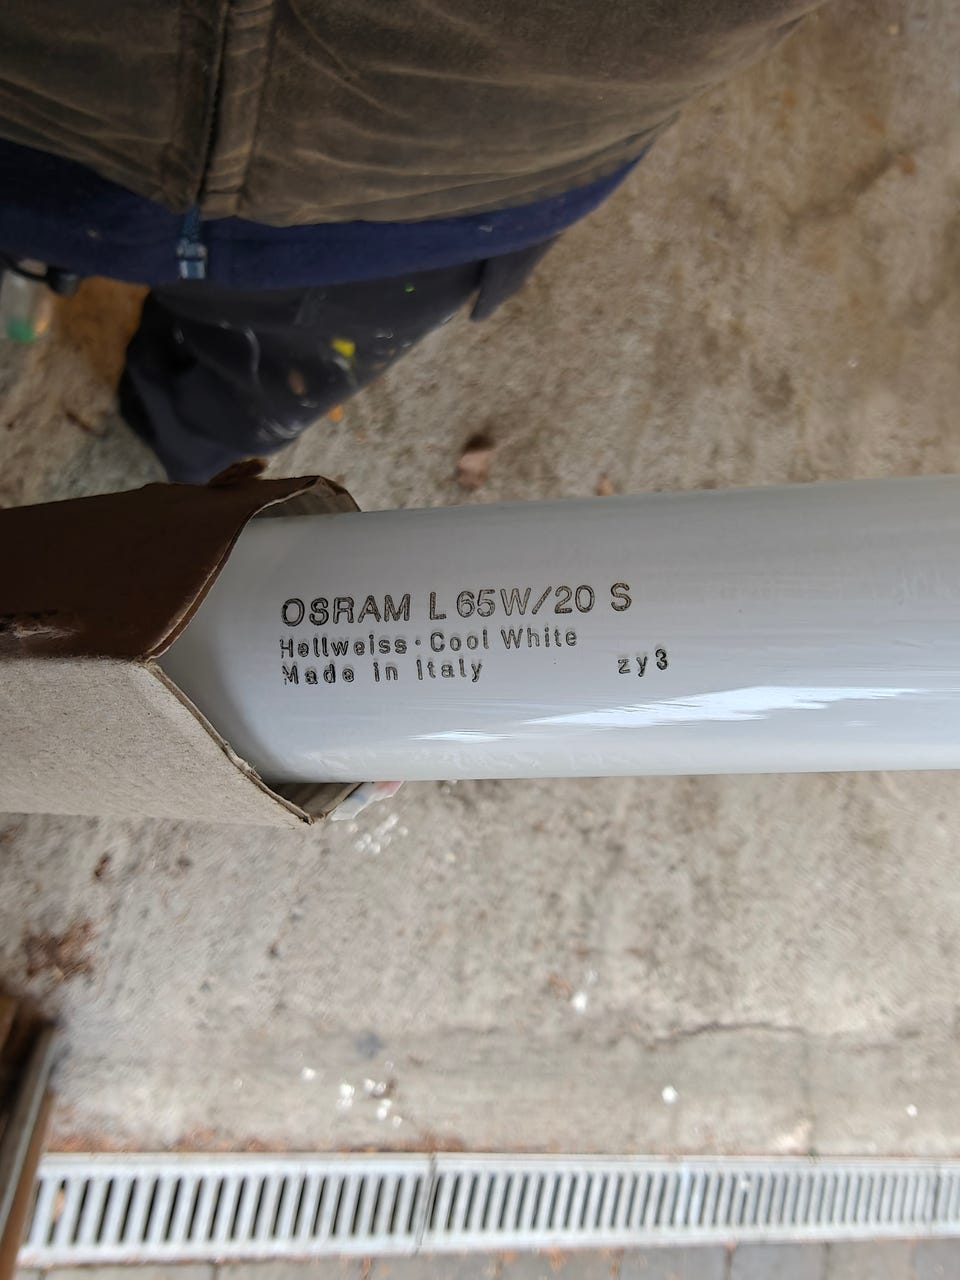 OSRAM L 65W/20 S
Hellweiss · Cool White
Made in Italy zy3